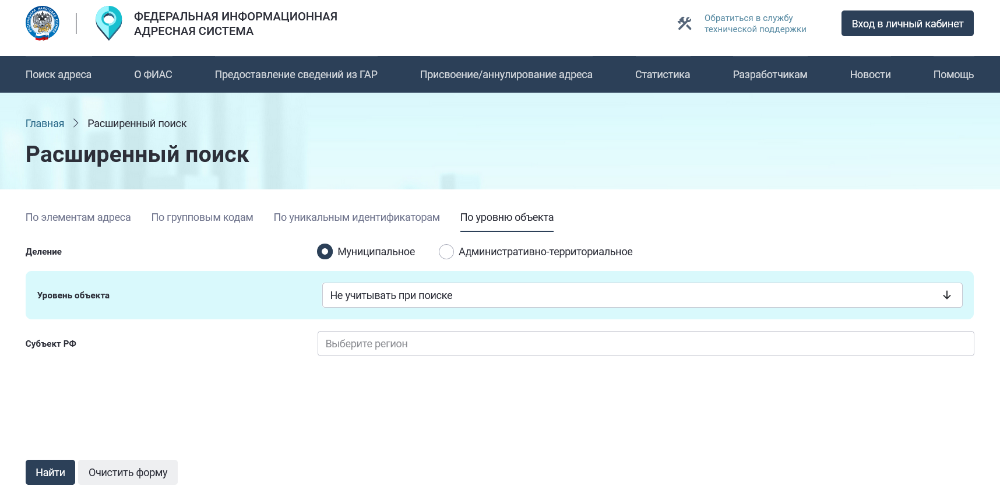 ФЕДЕРАЛЬНАЯ НАЛОГОВАЯ СЛУЖБА
ФЕДЕРАЛЬНАЯ ИНФОРМАЦИОННАЯ
АДРЕСНАЯ СИСТЕМА
Обратиться в службу
технической поддержки
Вход в личный кабинет
Поиск адреса О ФИАС Предоставление сведений из ГАР Присвоение/аннулирование адреса Статистика Разработчикам Новости Помощь
Главная Расширенный поиск
Расширенный поиск
По элементам адреса По групповым кодам По уникальным идентификаторам По уровню объекта
Деление Муниципальное Административно-территориальное
Уровень объекта Не учитывать при поиске
Субъект РФ Выберите регион
Найти Очистить форму